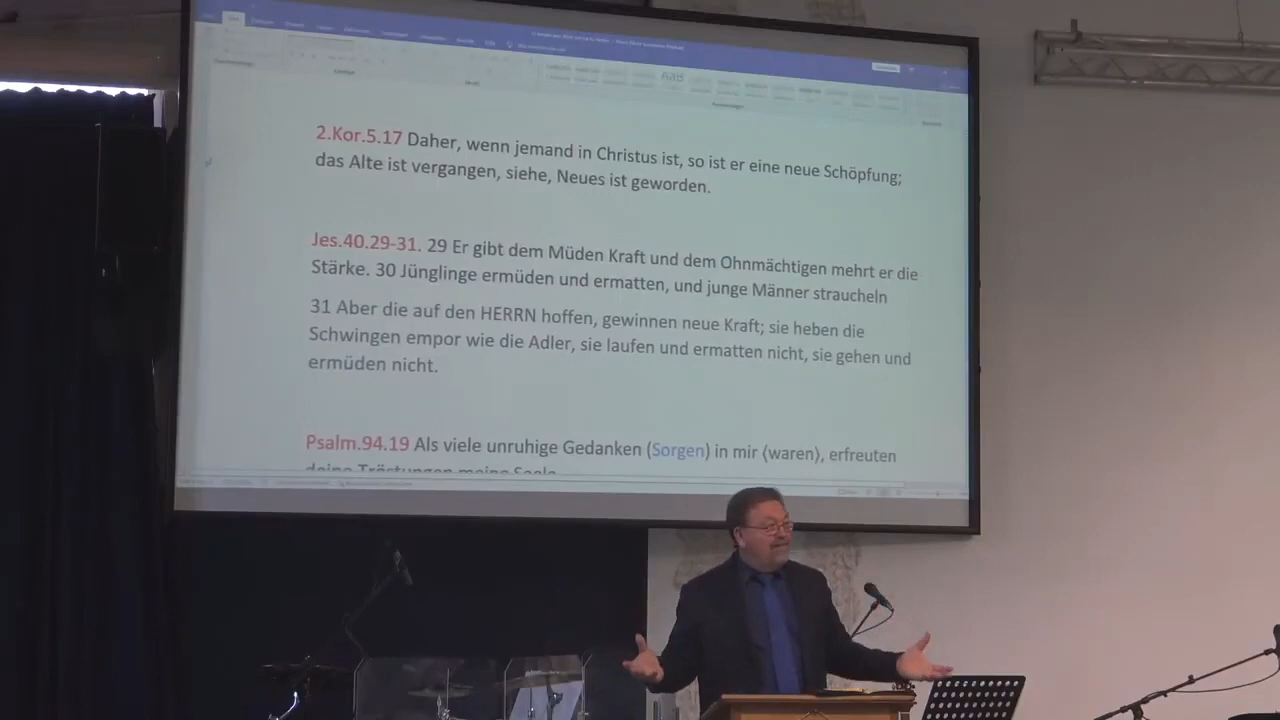 2.Kor.5.17 Daher, wenn jemand in Christus ist, so ist er eine neue Schöpfung;
das Alte ist vergangen, siehe, Neues ist geworden.
Jes.40.29-31. 29 Er gibt dem Müden Kraft und dem Ohnmächtigen mehrt er die
Stärke. 30 Jünglinge ermüden und ermatten, und junge Männer straucheln
31 Aber die auf den HERRN hoffen, gewinnen neue Kraft; sie heben die
Schwingen empor wie die Adler, sie laufen und ermatten nicht, sie gehen und
ermüden nicht.
Psalm.94.19 Als viele unruhige Gedanken (Sorgen) in mir ⟨waren⟩, erfreuten
deine Tröstungen meine Seele